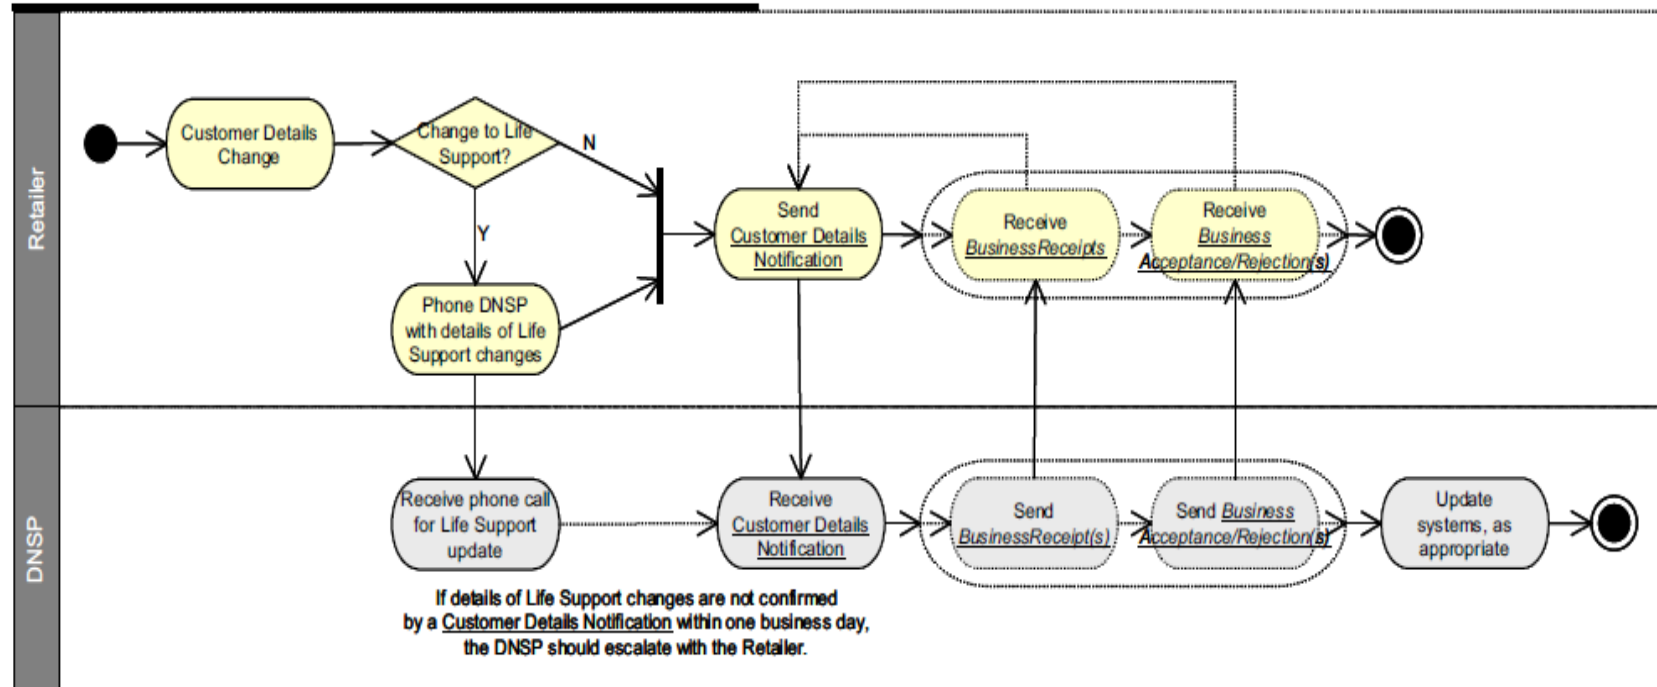 Retailer
Customer Details
Change
Change to Life
Support?
N
Y
Phone DNSP
with details of Life
Support changes
Send
Customer Details
Notification
Receive
BusinessReceipts
Receive
Business
Acceptance/Rejection(s)
DNSP
Receive phone call
for Life Support
update
Receive
Customer Details
Notification
Send
BusinessReceipt(s)
Send Business
Acceptance/Rejection(s)
Update
systems, as
appropriate
If details of Life Support changes are not confirmed
by a Customer Details Notification within one business day,
the DNSP should escalate with the Retailer.